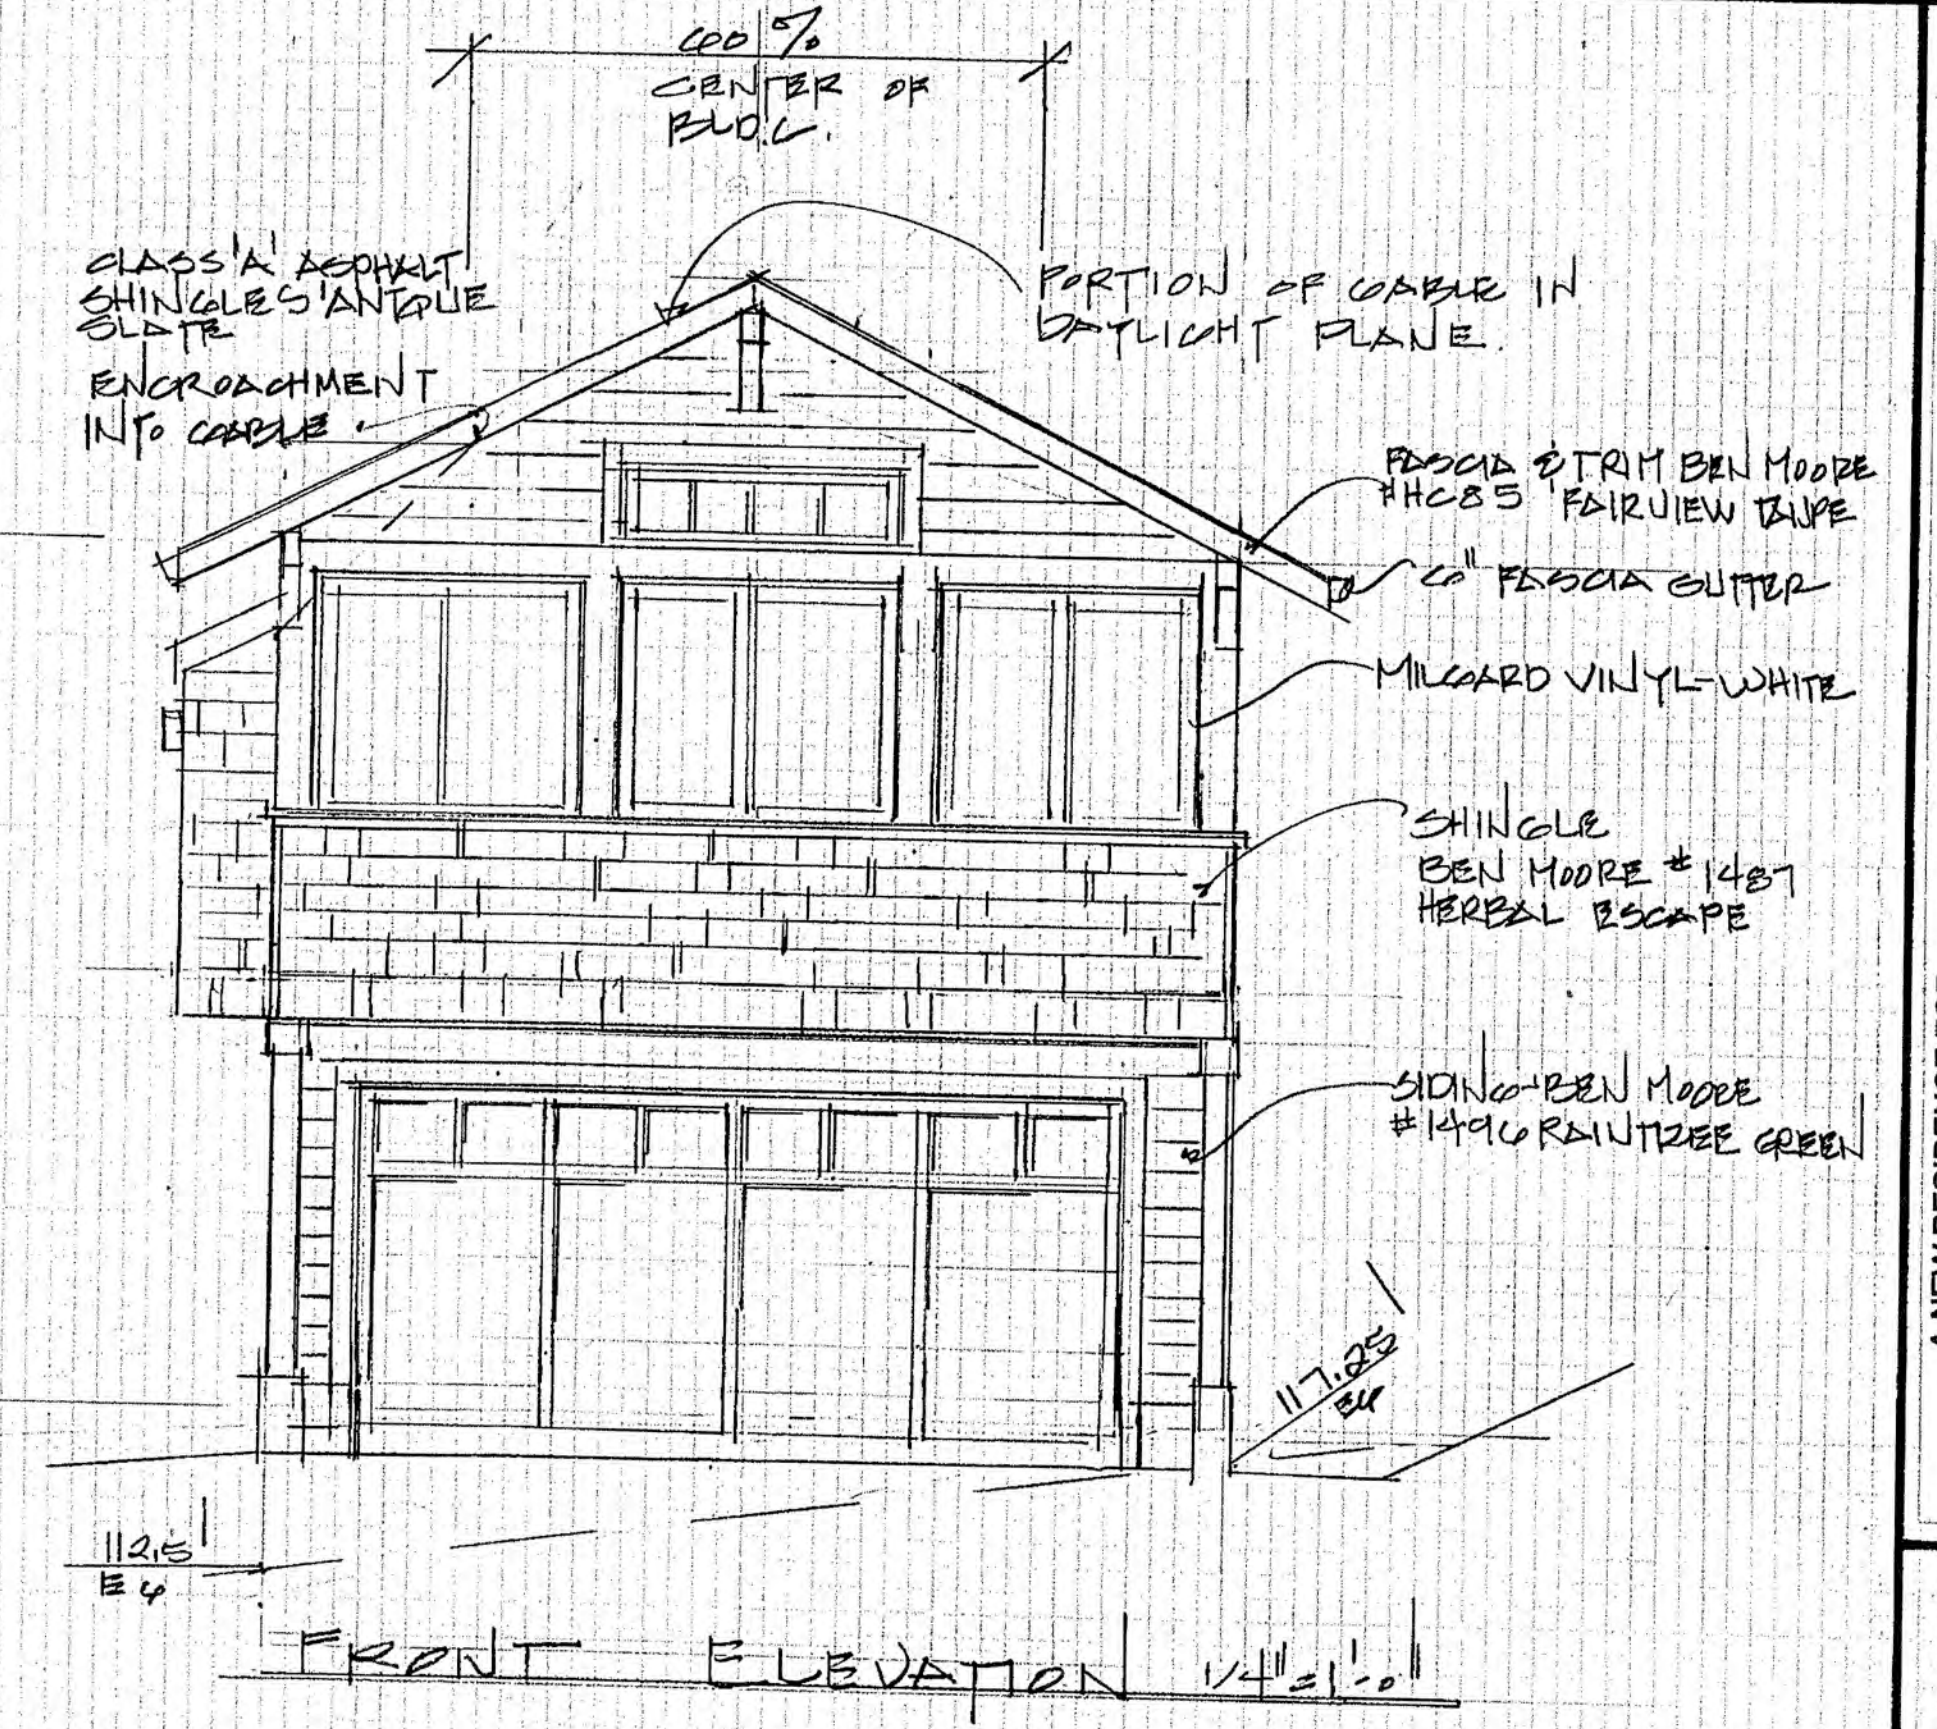 60%
CENTER OF
BLDG.
CLASS 'A' ASPHALT
SHINGLES 'ANTQUE
SLATE
ENCROACHMENT
INTO GABLE.
PORTION OF GABLE IN
DAYLIGHT PLANE.
FASCIA & TRIM BEN MOORE
#HC85 'FAIRVIEW TAUPE
6" FASCIA GUTTER
MILGARD VINYL-WHITE
SHINGLE
BEN MOORE #1487
HERBAL ESCAPE
SIDING-BEN MOORE
#1496 RAINTREE GREEN
117.25'
EG
112.5'
EG
FRONT ELEVATION 1/4"=1'-0"